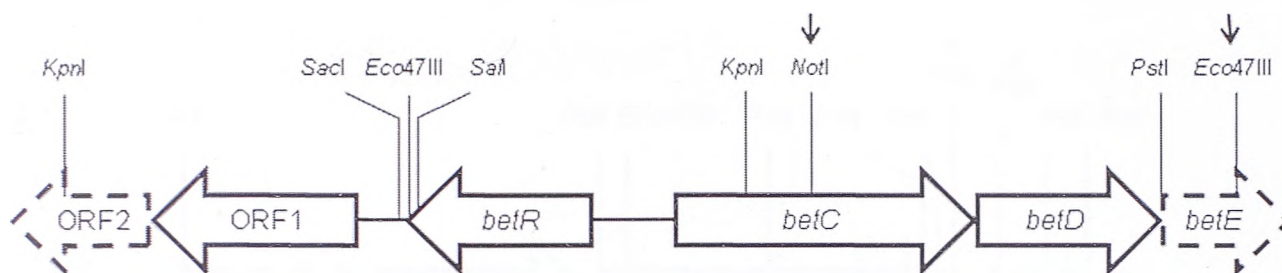 KpnI SacI Eco47III SalI KpnI NotI PstI Eco47III
ORF2 ORF1 betR betC betD betE